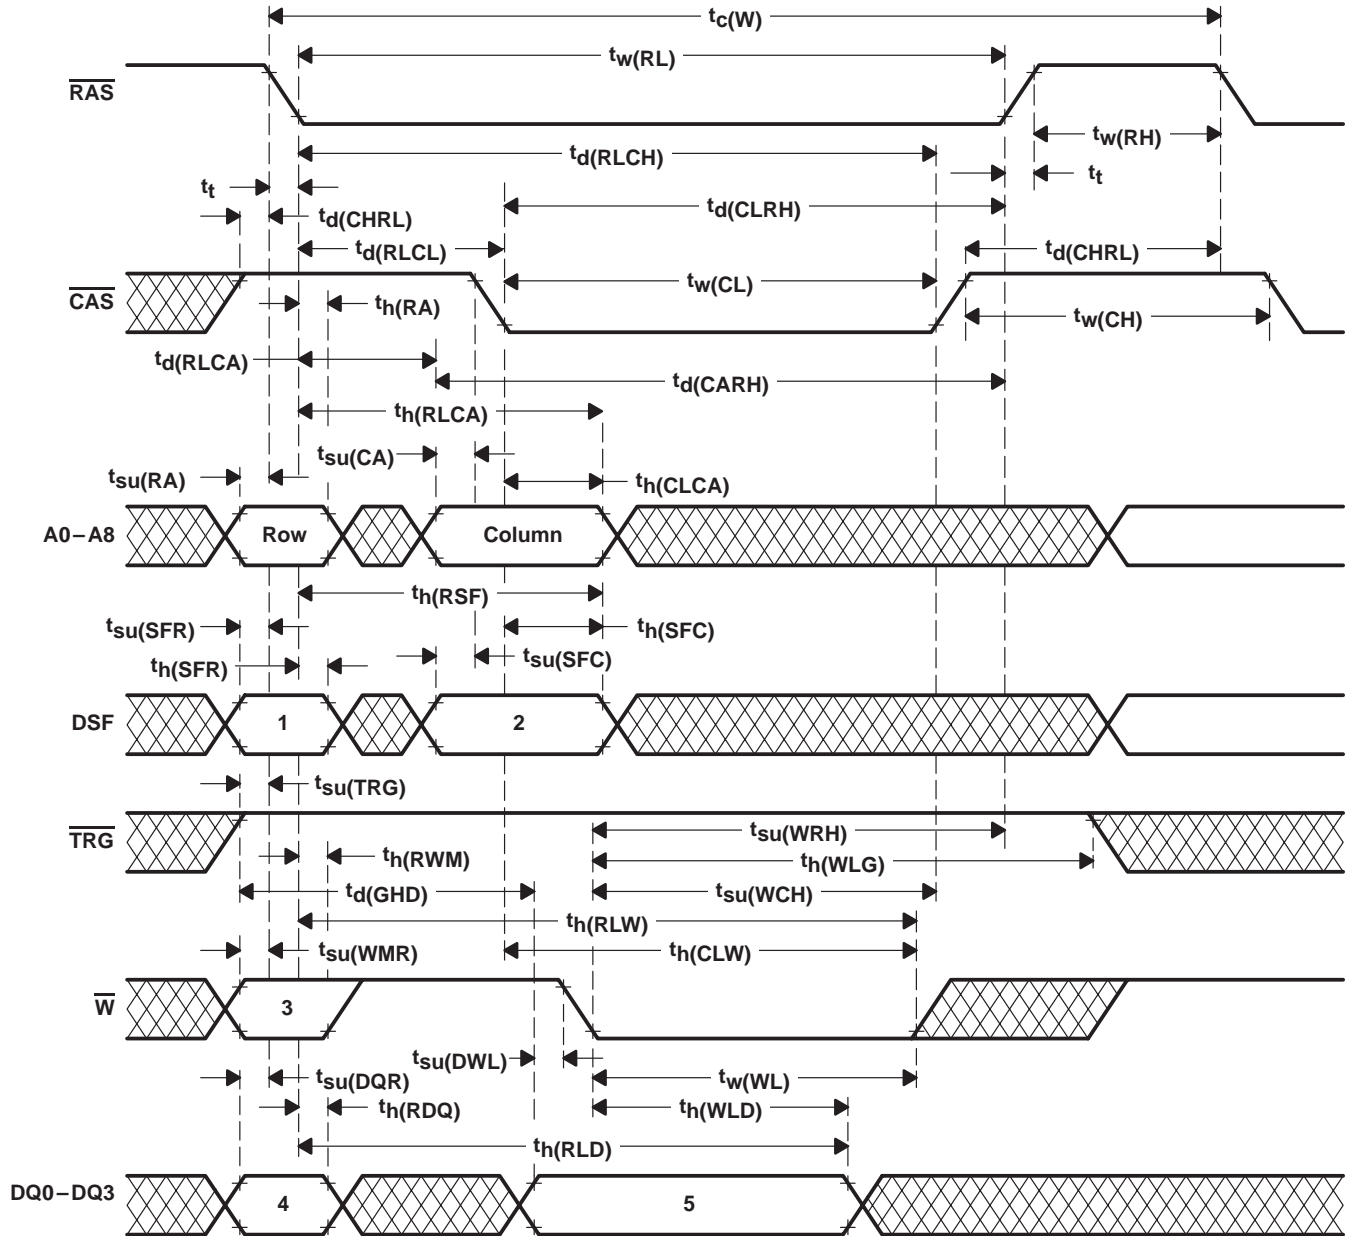 tc(W)
tw(RL)
RAS
tw(RH)
td(RLCH)
tt
tt
td(CHRL)
td(CLRH)
td(RLCL)
td(CHRL)
CAS
tw(CL)
th(RA)
tw(CH)
td(RLCA)
td(CARH)
th(RLCA)
tsu(CA)
tsu(RA)
th(CLCA)
A0–A8
Row
Column
th(RSF)
tsu(SFR)
th(SFC)
th(SFR)
tsu(SFC)
DSF
1
2
tsu(TRG)
TRG
tsu(WRH)
th(RWM)
th(WLG)
td(GHD)
tsu(WCH)
th(RLW)
tsu(WMR)
th(CLW)
W
3
tsu(DWL)
tsu(DQR)
tw(WL)
th(RDQ)
th(WLD)
th(RLD)
DQ0–DQ3
4
5